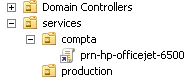 Domain Controllers
services
compta
prn-hp-officejet-6500
production